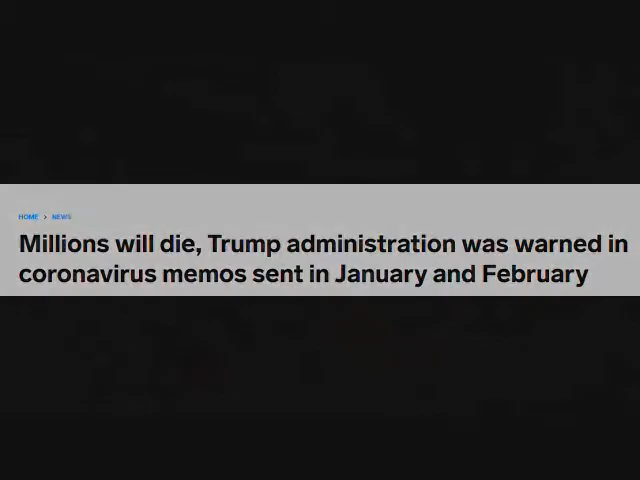 HOME > NEWS
Millions will die, Trump administration was warned in
coronavirus memos sent in January and February